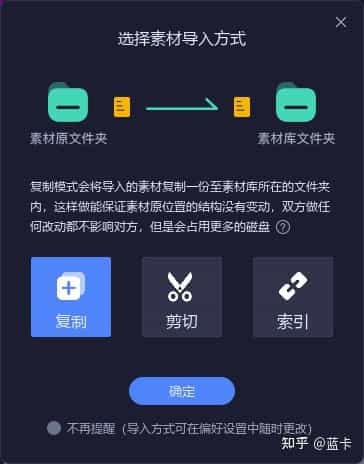 选择素材导入方式
素材原文件夹
素材库文件夹
复制模式会将导入的素材复制一份至素材库所在的文件夹
内，这样做能保证素材原位置的结构没有变动，双方做任
何改动都不影响对方，但是会占用更多的磁盘 ?
复制
剪切
索引
确定
不再提醒（导入方式可在偏好设置中随时更改）
知乎 @蓝卡